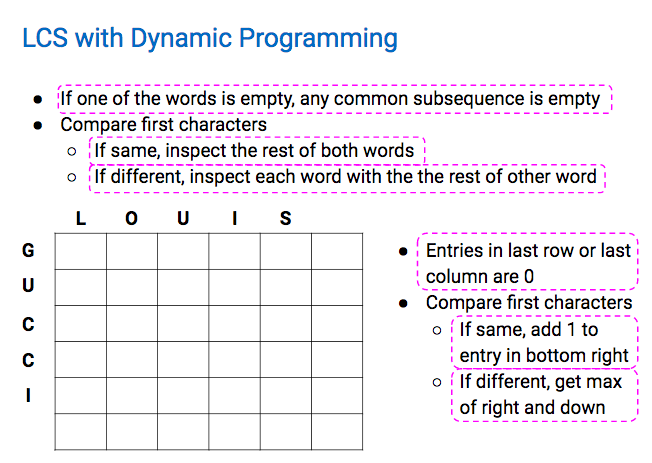 LCS with Dynamic Programming
● If one of the words is empty, any common subsequence is empty
● Compare first characters
○ If same, inspect the rest of both words
○ If different, inspect each word with the the rest of other word
L O U I S
G
U
C
C
I
● Entries in last row or last
column are 0
● Compare first characters
○ If same, add 1 to
entry in bottom right
○ If different, get max
of right and down